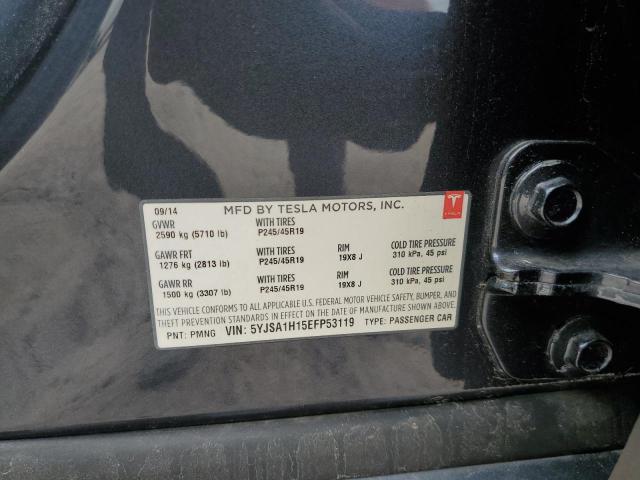 09/14 MFD BY TESLA MOTORS, INC.
TESLA
GVWR WITH TIRES
2590 kg (5710 lb) P245/45R19
GAWR FRT WITH TIRES RIM COLD TIRE PRESSURE
1276 kg (2813 lb) P245/45R19 19X8 J 310 kPa, 45 psi
GAWR RR WITH TIRES RIM COLD TIRE PRESSURE
1500 kg (3307 lb) P245/45R19 19X8 J 310 kPa, 45 psi
THIS VEHICLE CONFORMS TO ALL APPLICABLE U.S. FEDERAL MOTOR VEHICLE SAFETY, BUMPER, AND
THEFT PREVENTION STANDARDS IN EFFECT ON THE DATE OF MANUFACTURE SHOWN ABOVE.
PNT: PMNG VIN: 5YJSA1H15EFP53119 TYPE: PASSENGER CAR